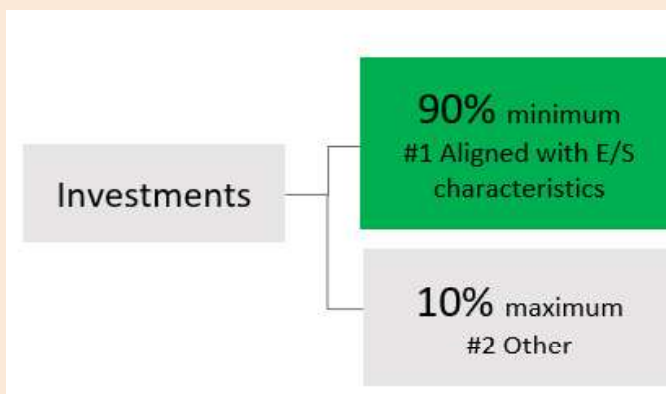 Investments
90% minimum
#1 Aligned with E/S
characteristics
10% maximum
#2 Other